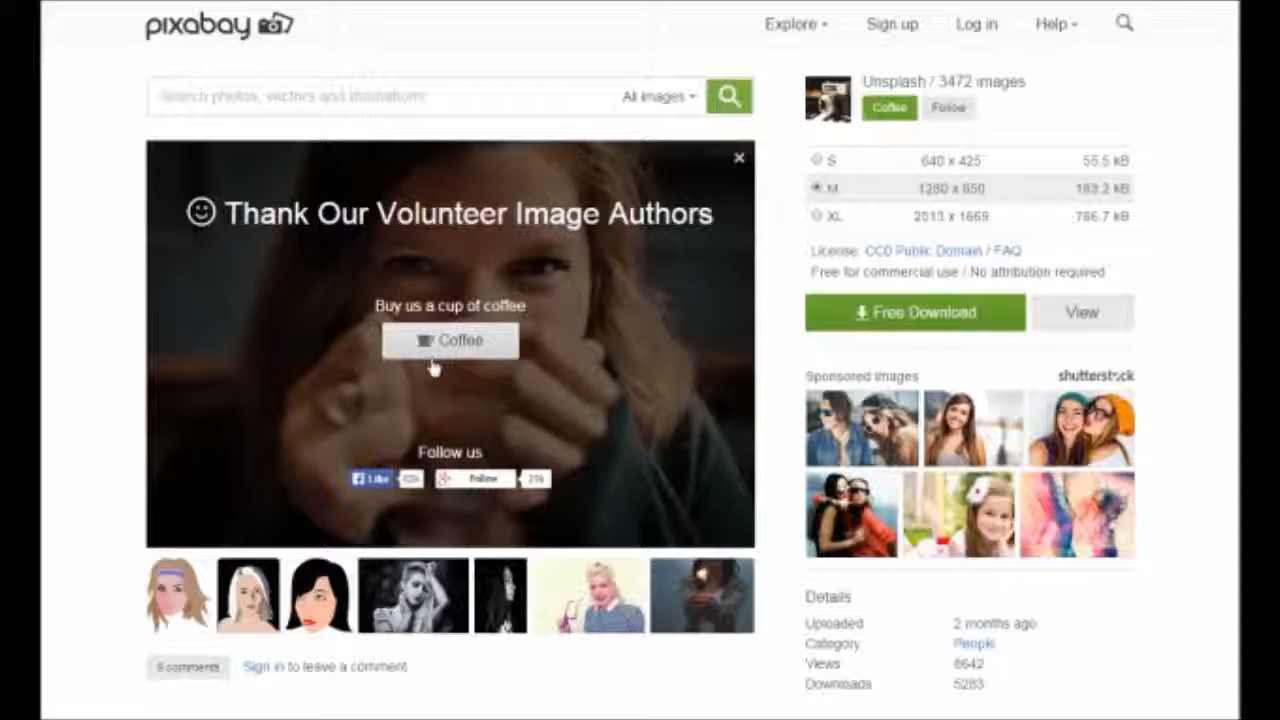 pixabay
Explore
Sign up
Log in
Help
Search photos, vectors and illustrations
All images
Unsplash / 3472 images
Coffee
Follow
S 640 x 425 55.5 kB
M 1280 x 850 183.2 kB
XL 2513 x 1669 766.7 kB
License: CC0 Public Domain / FAQ
Free for commercial use / No attribution required
Free Download
View
Thank Our Volunteer Image Authors
Buy us a cup of coffee
Coffee
Follow us
Like
Follow
Sponsored images
shutterstock
6 comments
Sign in to leave a comment
Details
Uploaded 2 months ago
Category People
Views 8642
Downloads 5283